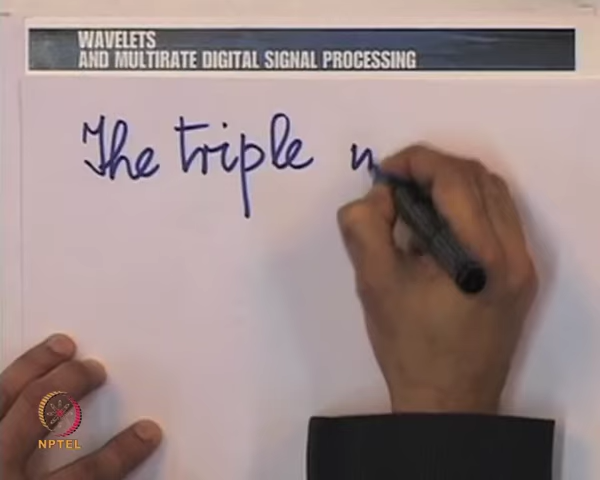 WAVELETS
AND MULTIRATE DIGITAL SIGNAL PROCESSING
The triple
NPTEL